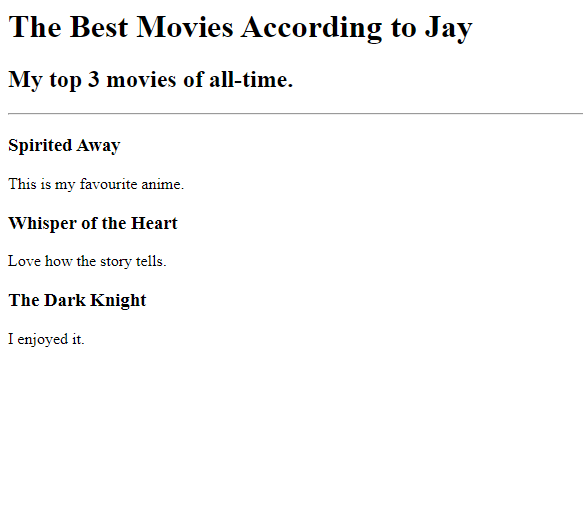 The Best Movies According to Jay
My top 3 movies of all-time.
Spirited Away
This is my favourite anime.
Whisper of the Heart
Love how the story tells.
The Dark Knight
I enjoyed it.